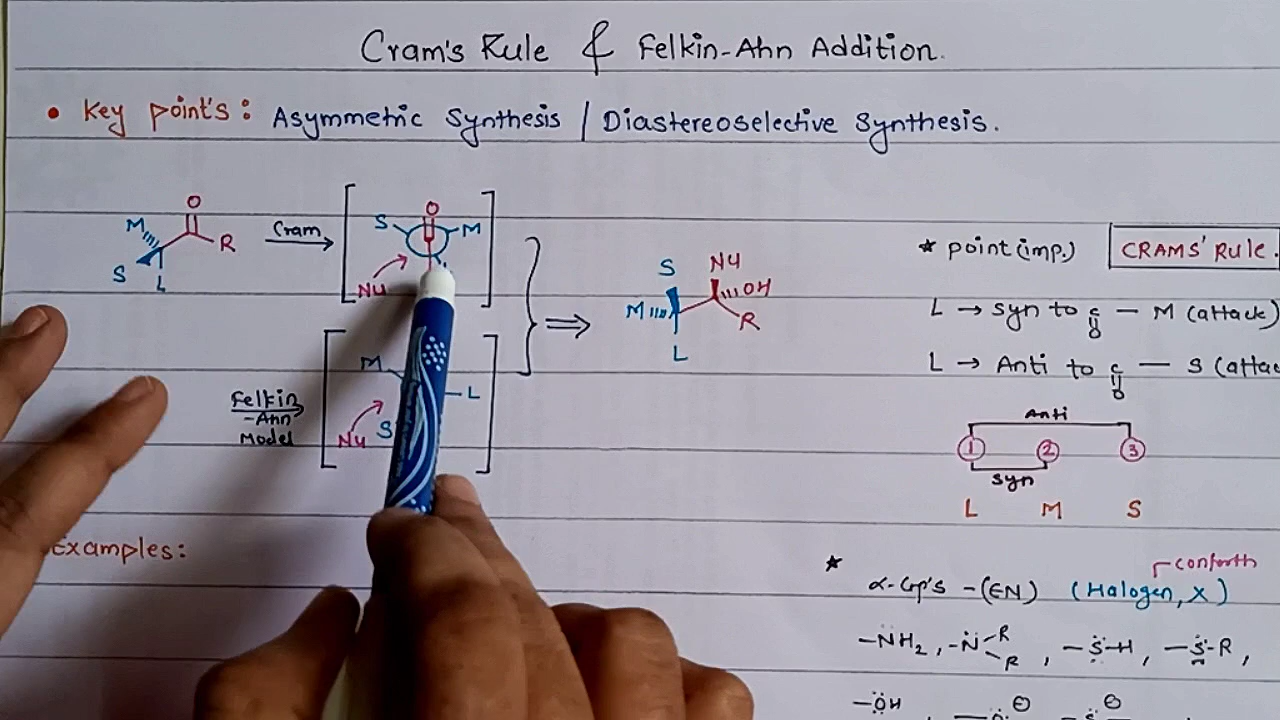 Cram's Rule & Felkin-Ahn Addition.
• Key point's: Asymmetric Synthesis / Diastereoselective Synthesis.
O
M
R
S
L
Cram
O
S
M
Nu
S
Nu
M
OH
R
L
* point (imp.) CRAMS' RULE.
L → syn to C=O — M (attack)
L → Anti to C=O — S
Felkin
-Ahn
Model
M
L
Nu
S
Anti
1 2 3
syn
L M S
Examples:
* conforth
α-Gp's - (EN) (Halogen, X)
-NH2, -N-R R, -S-H, -S-R,
-OH